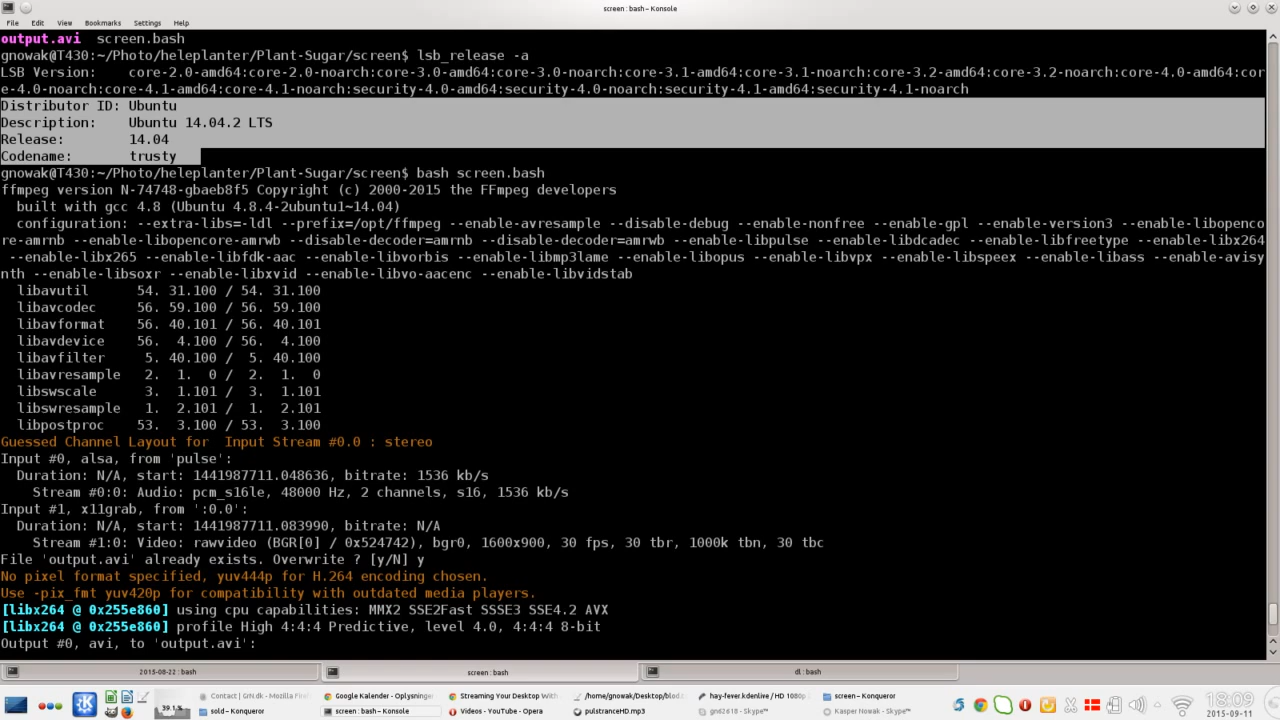 screen : bash – Konsole
File Edit View Bookmarks Settings Help
output.avi screen.bash
gnowak@T430:~/Photo/heleplanter/Plant-Sugar/screen$ lsb_release -a
LSB Version: core-2.0-amd64:core-2.0-noarch:core-3.0-amd64:core-3.0-noarch:core-3.1-amd64:core-3.1-noarch:core-3.2-amd64:core-3.2-noarch:core-4.0-amd64:cor
e-4.0-noarch:core-4.1-amd64:core-4.1-noarch:security-4.0-amd64:security-4.0-noarch:security-4.1-amd64:security-4.1-noarch
Distributor ID: Ubuntu
Description: Ubuntu 14.04.2 LTS
Release: 14.04
Codename: trusty
gnowak@T430:~/Photo/heleplanter/Plant-Sugar/screen$ bash screen.bash
ffmpeg version N-74748-gbaeb8f5 Copyright (c) 2000-2015 the FFmpeg developers
built with gcc 4.8 (Ubuntu 4.8.4-2ubuntu1~14.04)
configuration: --extra-libs=-ldl --prefix=/opt/ffmpeg --enable-avresample --disable-debug --enable-nonfree --enable-gpl --enable-version3 --enable-libopenco
re-amrnb --enable-libopencore-amrwb --disable-decoder=amrnb --disable-decoder=amrwb --enable-libpulse --enable-libdcadec --enable-libfreetype --enable-libx264
--enable-libx265 --enable-libfdk-aac --enable-libvorbis --enable-libmp3lame --enable-libopus --enable-libvpx --enable-libspeex --enable-libass --enable-avisy
nth --enable-libsoxr --enable-libxvid --enable-libvo-aacenc --enable-libvidstab
libavutil 54. 31.100 / 54. 31.100
libavcodec 56. 59.100 / 56. 59.100
libavformat 56. 40.101 / 56. 40.101
libavdevice 56. 4.100 / 56. 4.100
libavfilter 5. 40.100 / 5. 40.100
libavresample 2. 1. 0 / 2. 1. 0
libswscale 3. 1.101 / 3. 1.101
libswresample 1. 2.101 / 1. 2.101
libpostproc 53. 3.100 / 53. 3.100
Guessed Channel Layout for Input Stream #0.0 : stereo
Input #0, alsa, from 'pulse':
Duration: N/A, start: 1441987711.048636, bitrate: 1536 kb/s
Stream #0:0: Audio: pcm_s16le, 48000 Hz, 2 channels, s16, 1536 kb/s
Input #1, x11grab, from ':0.0':
Duration: N/A, start: 1441987711.083990, bitrate: N/A
Stream #1:0: Video: rawvideo (BGR[0] / 0x524742), bgr0, 1600x900, 30 fps, 30 tbr, 1000k tbn, 30 tbc
File 'output.avi' already exists. Overwrite ? [y/N] y
No pixel format specified, yuv444p for H.264 encoding chosen.
Use -pix_fmt yuv420p for compatibility with outdated media players.
[libx264 @ 0x255e860] using cpu capabilities: MMX2 SSE2Fast SSSE3 SSE4.2 AVX
[libx264 @ 0x255e860] profile High 4:4:4 Predictive, level 4.0, 4:4:4 8-bit
Output #0, avi, to 'output.avi':
2015-08-22 : bash screen : bash dl : bash
Contact | GrN.dk - Mozilla Firef Google Kalender - Oplysninger Streaming Your Desktop With /home/gnowak/Desktop/blod. hay-fever.kdenlive / HD 1080p screen – Konqueror
39.1% sold – Konqueror screen : bash – Konsole Videos - YouTube - Opera pulstranceHD.mp3 gn62618 - Skype™ Kasper Nowak - Skype™
18:09
2015-09-11